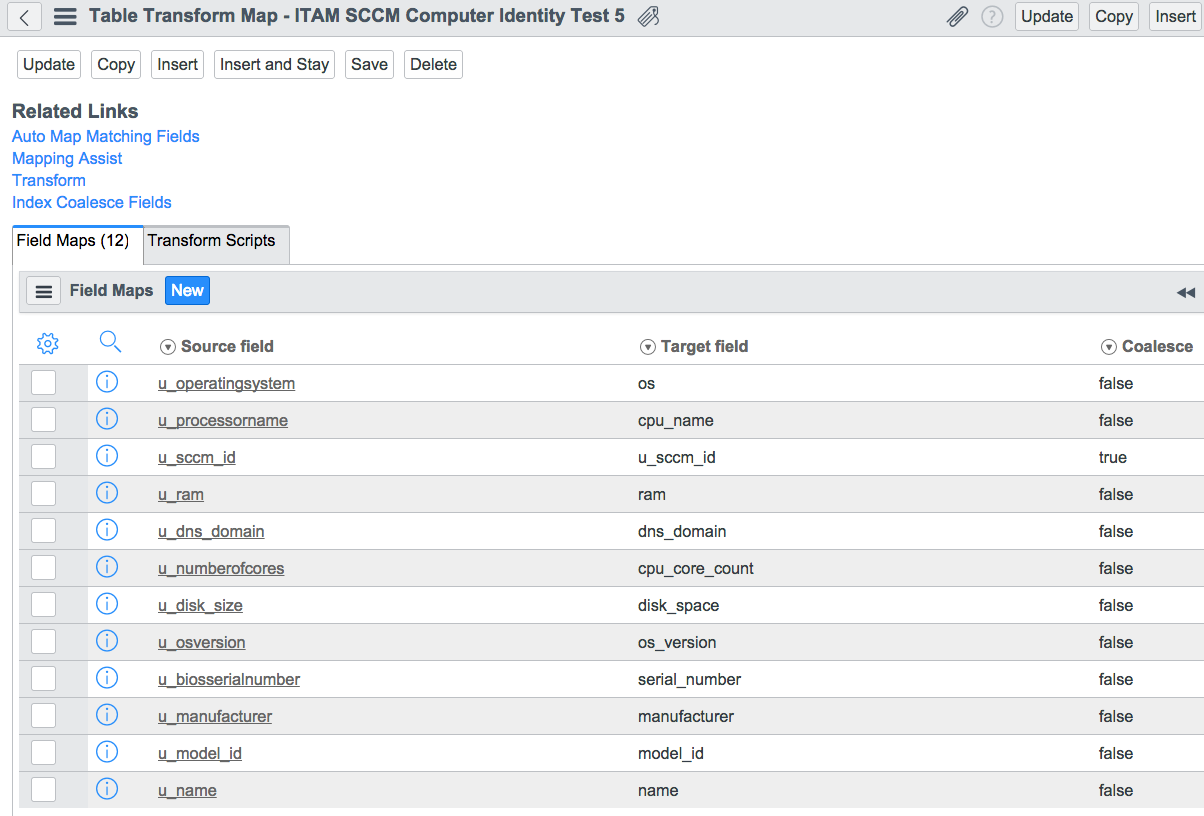 Table Transform Map - ITAM SCCM Computer Identity Test 5 ? Update Copy Insert
Update Copy Insert Insert and Stay Save Delete
Related Links
Auto Map Matching Fields
Mapping Assist
Transform
Index Coalesce Fields
Field Maps (12) Transform Scripts
Field Maps New
Source field Target field Coalesce
u_operatingsystem os false
u_processorname cpu_name false
u_sccm_id u_sccm_id true
u_ram ram false
u_dns_domain dns_domain false
u_numberofcores cpu_core_count false
u_disk_size disk_space false
u_osversion os_version false
u_biosserialnumber serial_number false
u_manufacturer manufacturer false
u_model_id model_id false
u_name name false